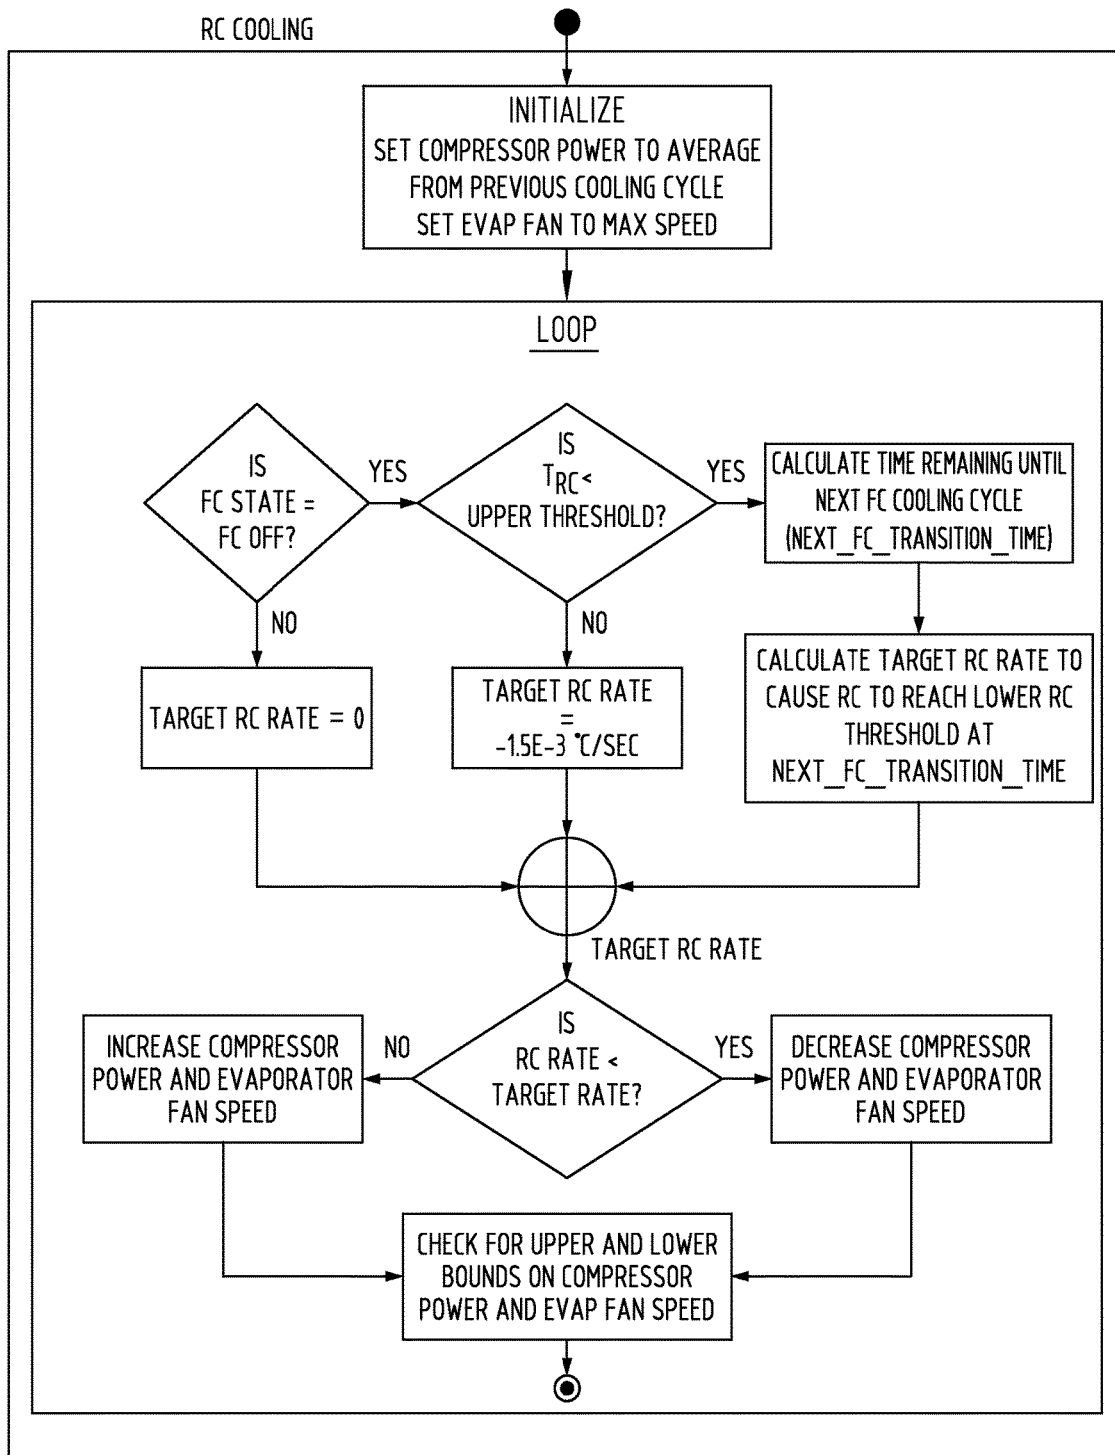 RC COOLING
INITIALIZE
SET COMPRESSOR POWER TO AVERAGE
FROM PREVIOUS COOLING CYCLE
SET EVAP FAN TO MAX SPEED
LOOP
IS
FC STATE =
FC OFF?
YES
IS
TRC<
UPPER THRESHOLD?
YES
CALCULATE TIME REMAINING UNTIL
NEXT FC COOLING CYCLE
(NEXT_FC_TRANSITION_TIME)
NO
NO
TARGET RC RATE = 0
TARGET RC RATE
=
-1.5E-3 °C/SEC
CALCULATE TARGET RC RATE TO
CAUSE RC TO REACH LOWER RC
THRESHOLD AT
NEXT_FC_TRANSITION_TIME
TARGET RC RATE
IS
RC RATE <
TARGET RATE?
NO
YES
INCREASE COMPRESSOR
POWER AND EVAPORATOR
FAN SPEED
DECREASE COMPRESSOR
POWER AND EVAPORATOR
FAN SPEED
CHECK FOR UPPER AND LOWER
BOUNDS ON COMPRESSOR
POWER AND EVAP FAN SPEED